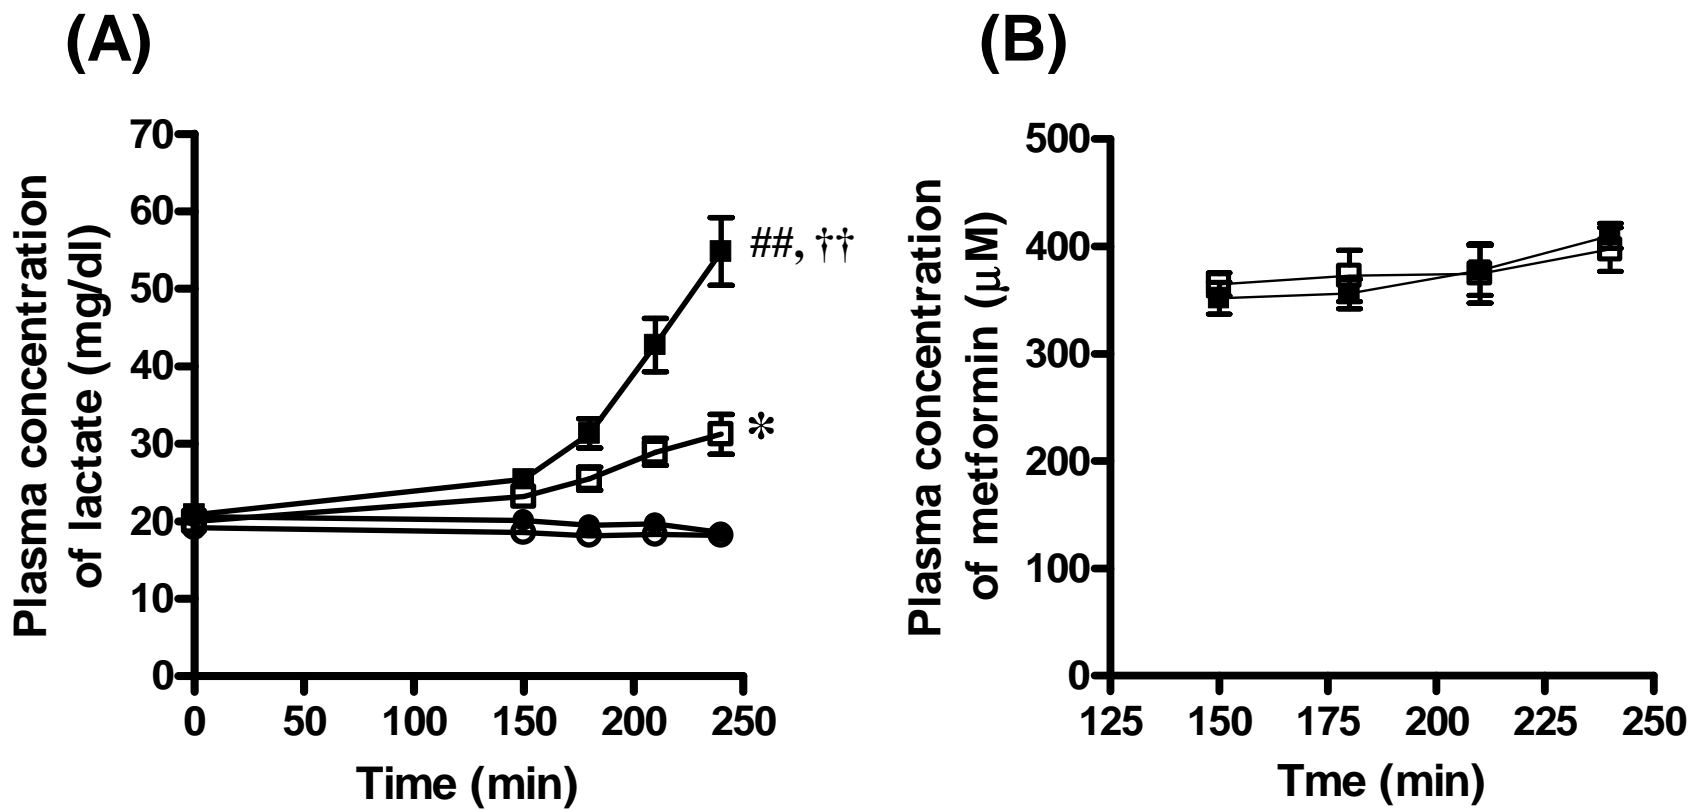 (A)
Plasma concentration
of lactate (mg/dl)
70
60
50
40
30
20
10
0
##, ††
*
0 50 100 150 200 250
Time (min)
(B)
Plasma concentration
of metformin (μM)
500
400
300
200
100
0
125 150 175 200 225 250
Tme (min)